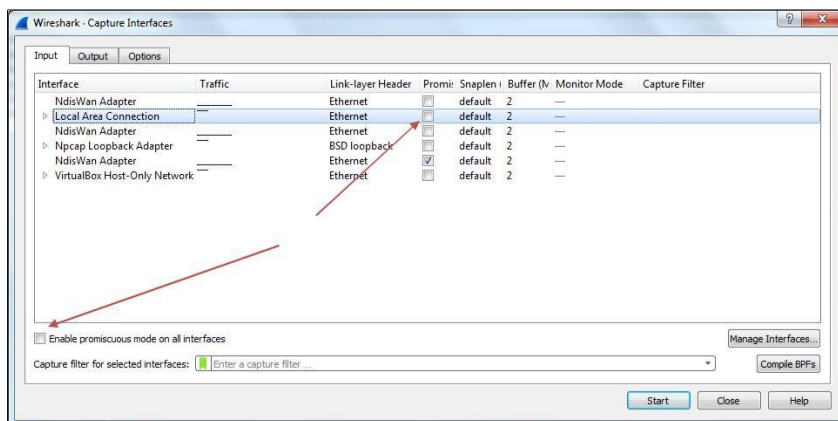 Wireshark - Capture Interfaces
Input Output Options
Interface Traffic Link-layer Header Promi: Snaplen ( Buffer (M Monitor Mode Capture Filter
NdisWan Adapter Ethernet default 2 —
Local Area Connection Ethernet default 2 —
NdisWan Adapter Ethernet default 2 —
Npcap Loopback Adapter BSD loopback default 2 —
NdisWan Adapter Ethernet default 2 —
VirtualBox Host-Only Network Ethernet default 2 —
Enable promiscuous mode on all interfaces
Manage Interfaces...
Capture filter for selected interfaces: Enter a capture filter ...
Compile BPFs
Start Close Help